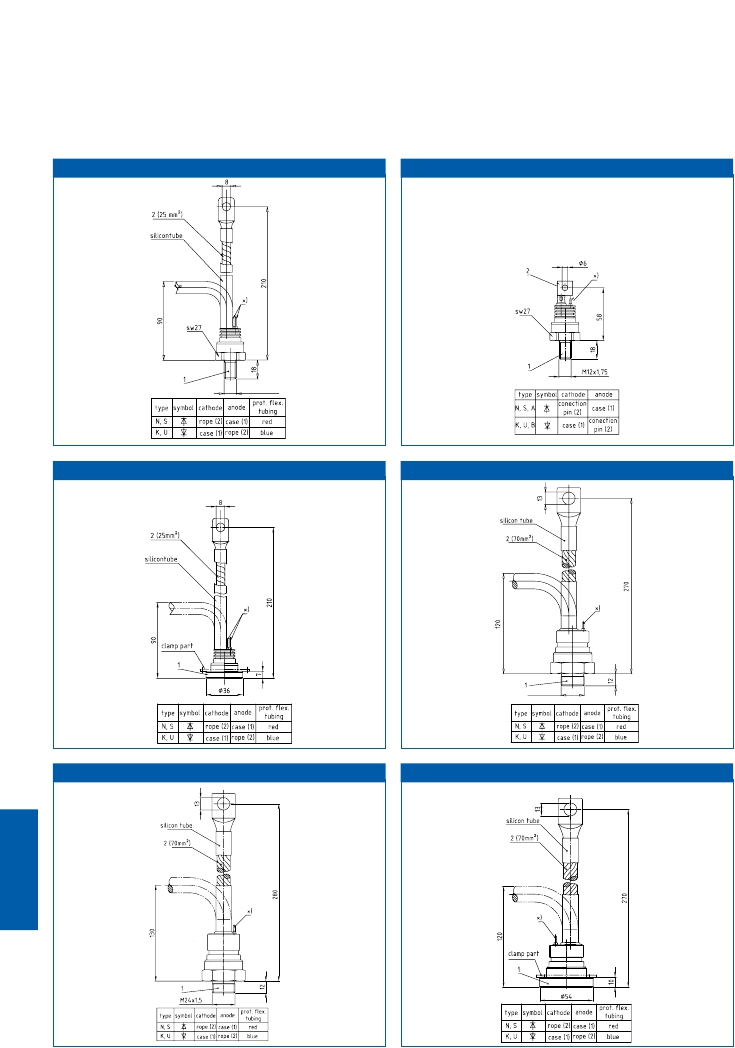 8
2 (25 mm²)
silicontube
210
90
x)
sw27
18
1
type symbol cathode anode prot. flex. tubing
N, S rope (2) case (1) red
K, U case (1) rope (2) blue
Ø6
2
x)
sw27
58
18
1
M12x1,75
type symbol cathode anode
N, S, A conection pin (2) case (1)
K, U, B case (1) conection pin (2)
8
2 (25mm²)
silicontube
210
90
x)
clamp part
1
7
Ø36
type symbol cathode anode prot. flex. tubing
N, S rope (2) case (1) red
K, U case (1) rope (2) blue
13
silicon tube
2 (70mm²)
270
120
x)
1
12
type symbol cathode anode prot. flex. tubing
N, S rope (2) case (1) red
K, U case (1) rope (2) blue
13
silicon tube
2 (70mm²)
280
130
x)
1
12
M24x1,5
type symbol cathode anode prot. flex. tubing
N, S rope (2) case (1) red
K, U case (1) rope (2) blue
13
silicon tube
2 (70mm²)
270
120
x)
clamp part
1
10
Ø54
type symbol cathode anode prot. flex. tubing
N, S rope (2) case (1) red
K, U case (1) rope (2) blue